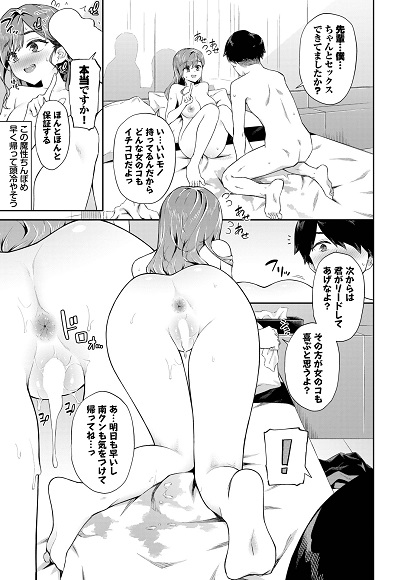 先輩…僕…
ちゃんとセックス
できてましたか？
い…いいモノ
持ってるんだから
どんな女のコも
イチコロだよ
本当ですか！
ほんとほんと
保証する
この魔性ちんぽめ
早く帰って頭冷やそう
次からは
君がリードして
あげなよ？
その方が女のコも
喜ぶと思うよ？
！
あ…明日も早いし
南クンも気をつけて
帰ってね…っ
ドロォ